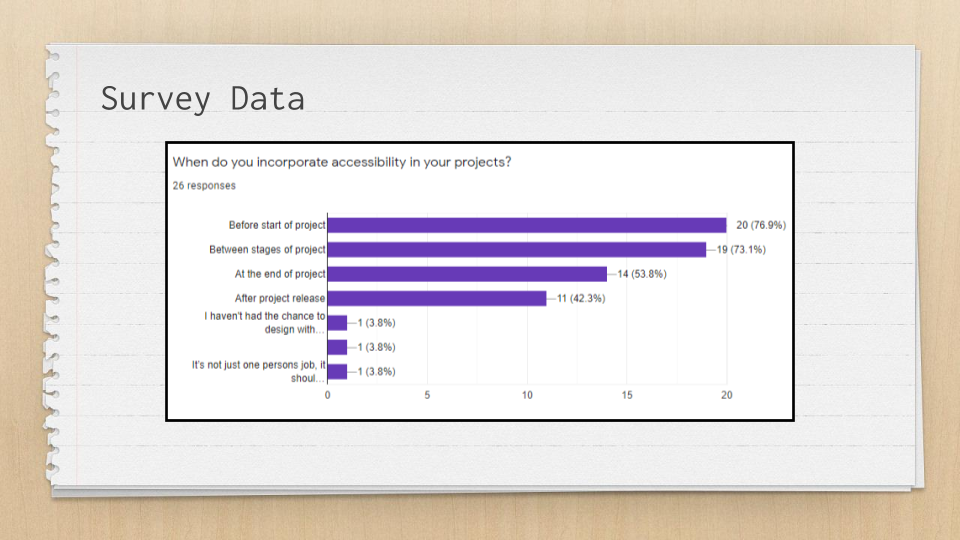 Survey Data
When do you incorporate accessibility in your projects?
26 responses
Before start of project
20 (76.9%)
Between stages of project
19 (73.1%)
At the end of project
14 (53.8%)
After project release
11 (42.3%)
I haven't had the chance to
design with...
1 (3.8%)
1 (3.8%)
It's not just one persons job, it
shoul...
1 (3.8%)
0 5 10 15 20